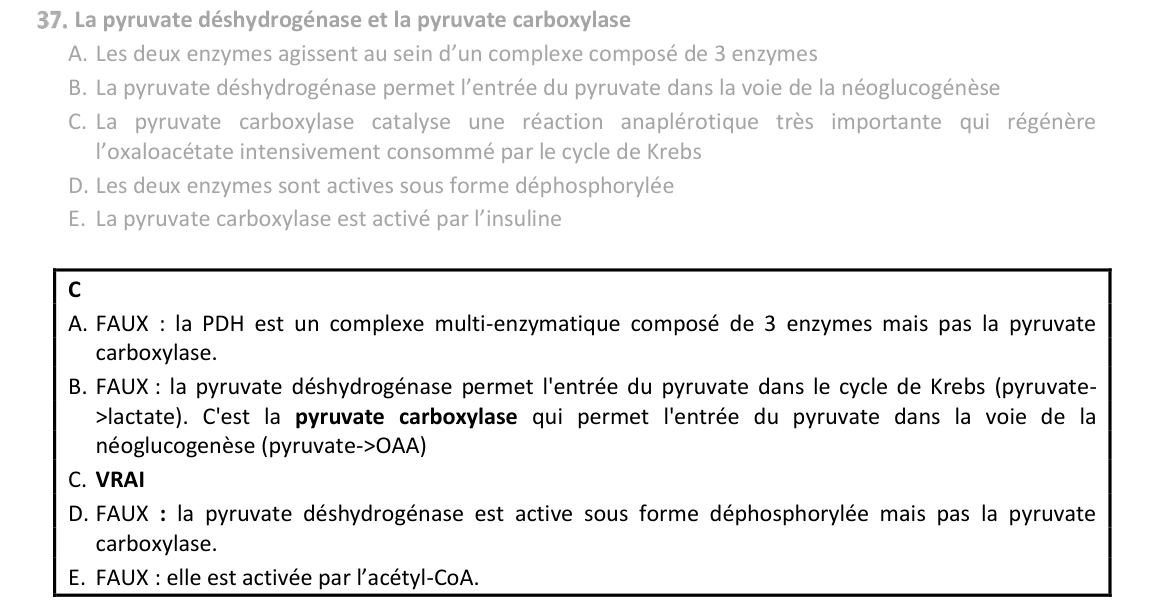 37. La pyruvate déshydrogénase et la pyruvate carboxylase
A. Les deux enzymes agissent au sein d’un complexe composé de 3 enzymes
B. La pyruvate déshydrogénase permet l’entrée du pyruvate dans la voie de la néoglucogénèse
C. La pyruvate carboxylase catalyse une réaction anaplérotique très importante qui régénère
l’oxaloacétate intensivement consommé par le cycle de Krebs
D. Les deux enzymes sont actives sous forme déphosphorylée
E. La pyruvate carboxylase est activé par l’insuline
C
A. FAUX : la PDH est un complexe multi-enzymatique composé de 3 enzymes mais pas la pyruvate
carboxylase.
B. FAUX : la pyruvate déshydrogénase permet l'entrée du pyruvate dans le cycle de Krebs (pyruvate-
>lactate). C'est la pyruvate carboxylase qui permet l'entrée du pyruvate dans la voie de la
néoglucogenèse (pyruvate->OAA)
C. VRAI
D. FAUX : la pyruvate déshydrogénase est active sous forme déphosphorylée mais pas la pyruvate
carboxylase.
E. FAUX : elle est activée par l’acétyl-CoA.